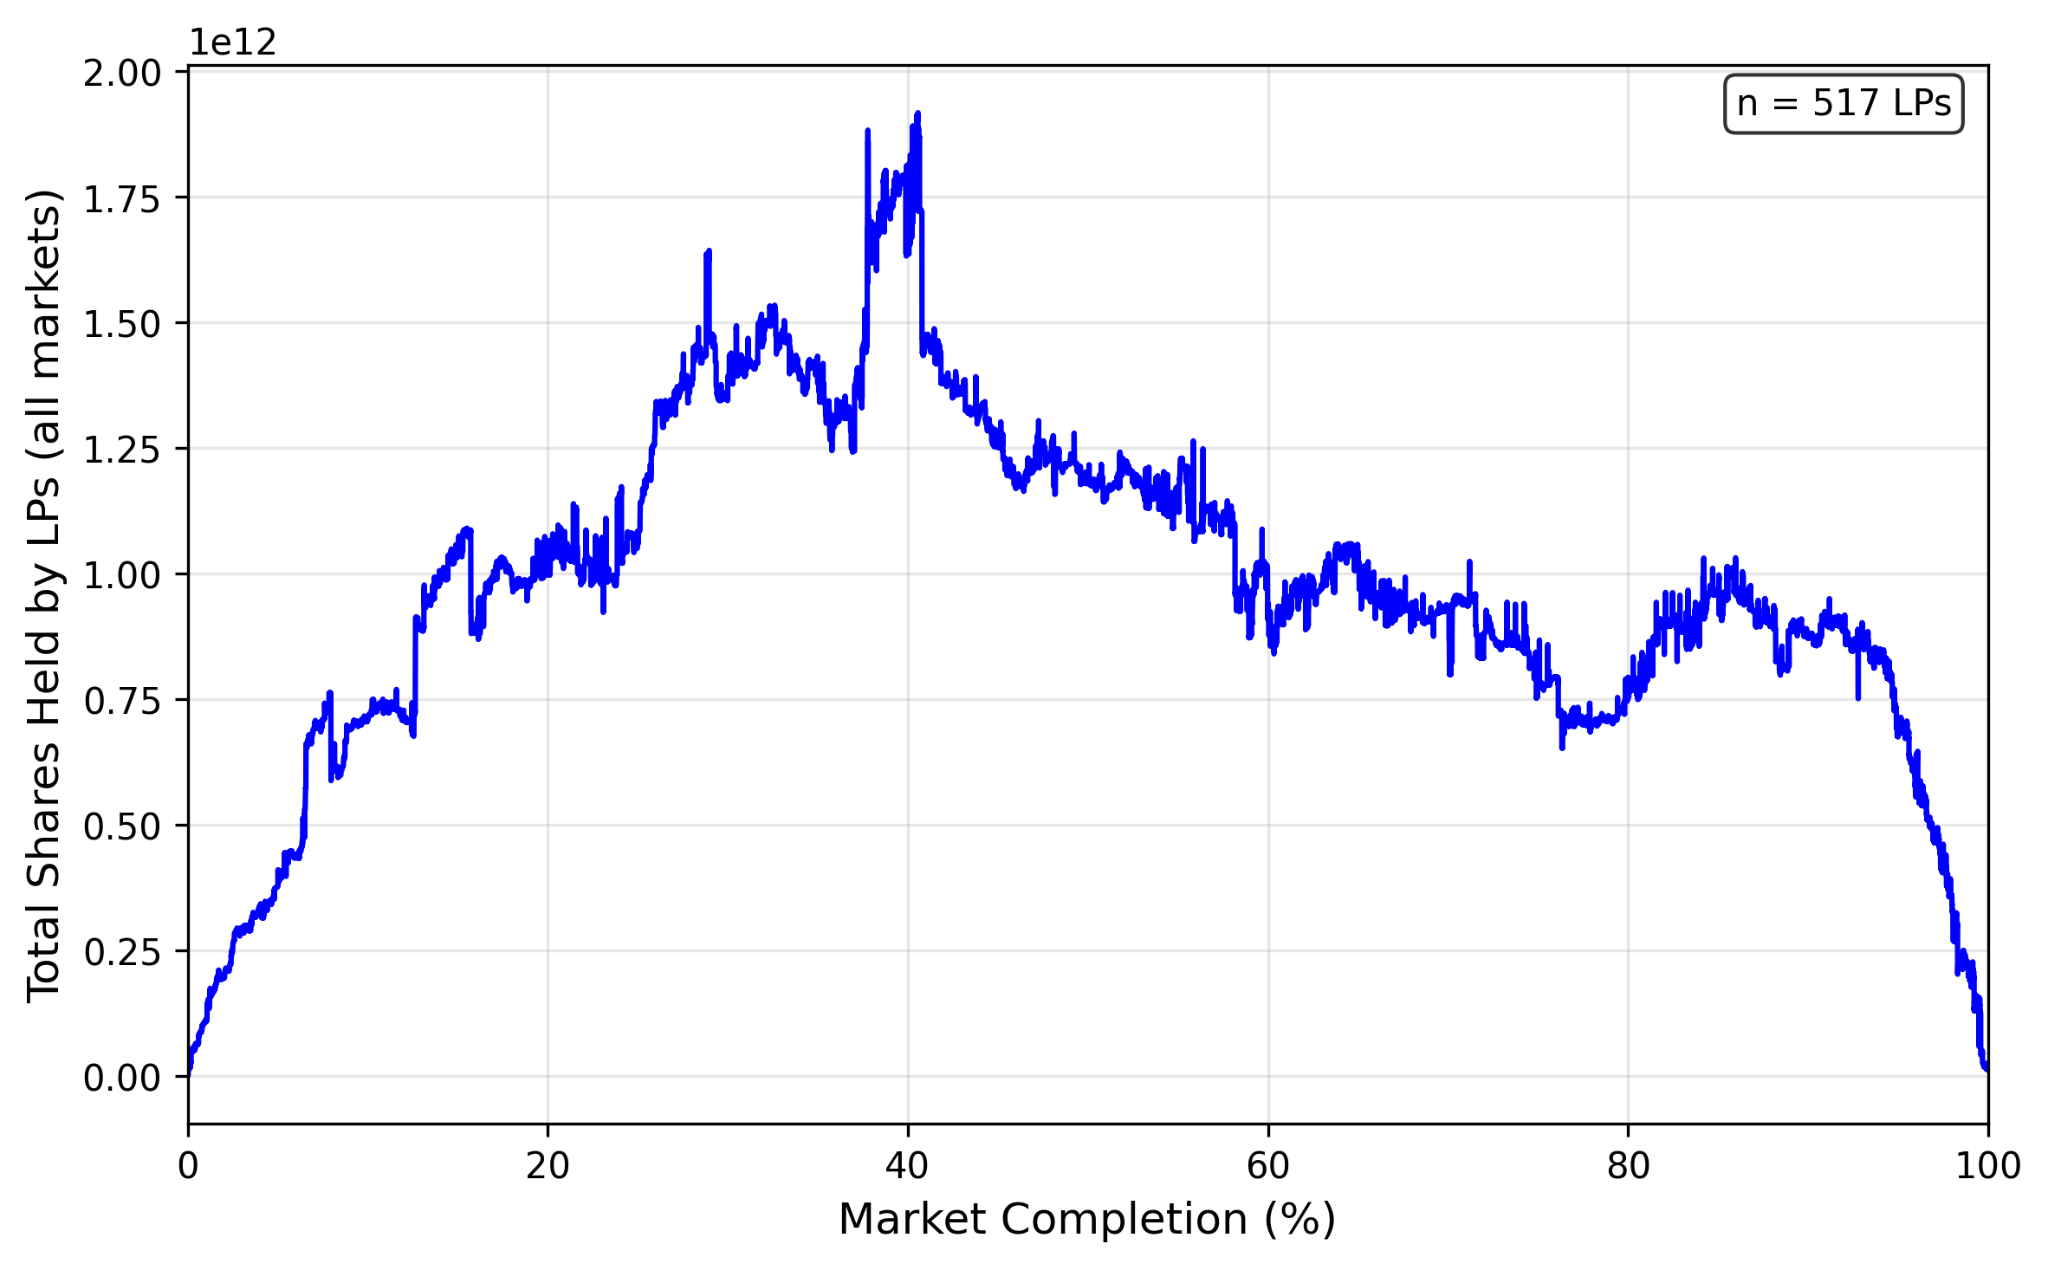 1e12
2.00
n = 517 LPs
1.75
1.50
1.25
1.00
0.75
0.50
0.25
0.00
Total Shares Held by LPs (all markets)
0 20 40 60 80 100
Market Completion (%)